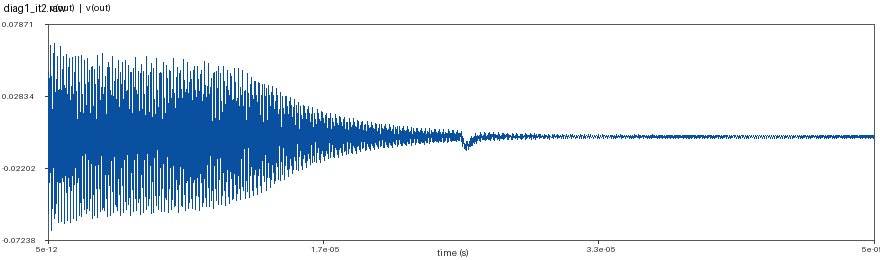 diag1_it2.raw v(out) | v(out)
0.07871
0.02834
-0.02202
-0.07238
5e-12
1.7e-05
3.3e-05
5e-05
time (s)